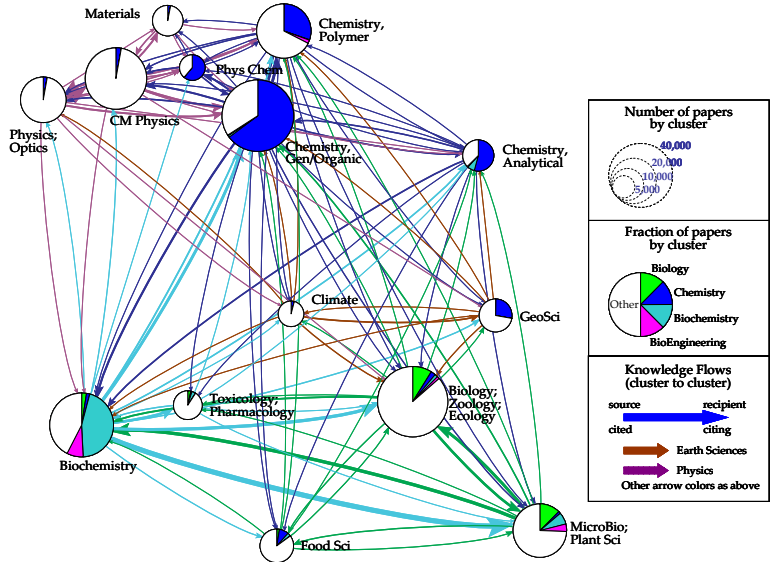 Materials
Chemistry,
Polymer
Phys Chem
CM Physics
Physics;
Optics
Chemistry,
Gen/Organic
Chemistry,
Analytical
Climate
GeoSci
Toxicology;
Pharmacology
Biology;
Zoology;
Ecology
Biochemistry
Food Sci
MicroBio;
Plant Sci
Number of papers
by cluster
40,000
20,000
10,000
5,000
Fraction of papers
by cluster
Biology
Other
Chemistry
Biochemistry
BioEngineering
Knowledge Flows
(cluster to cluster)
source recipient
cited citing
Earth Sciences
Physics
Other arrow colors as above